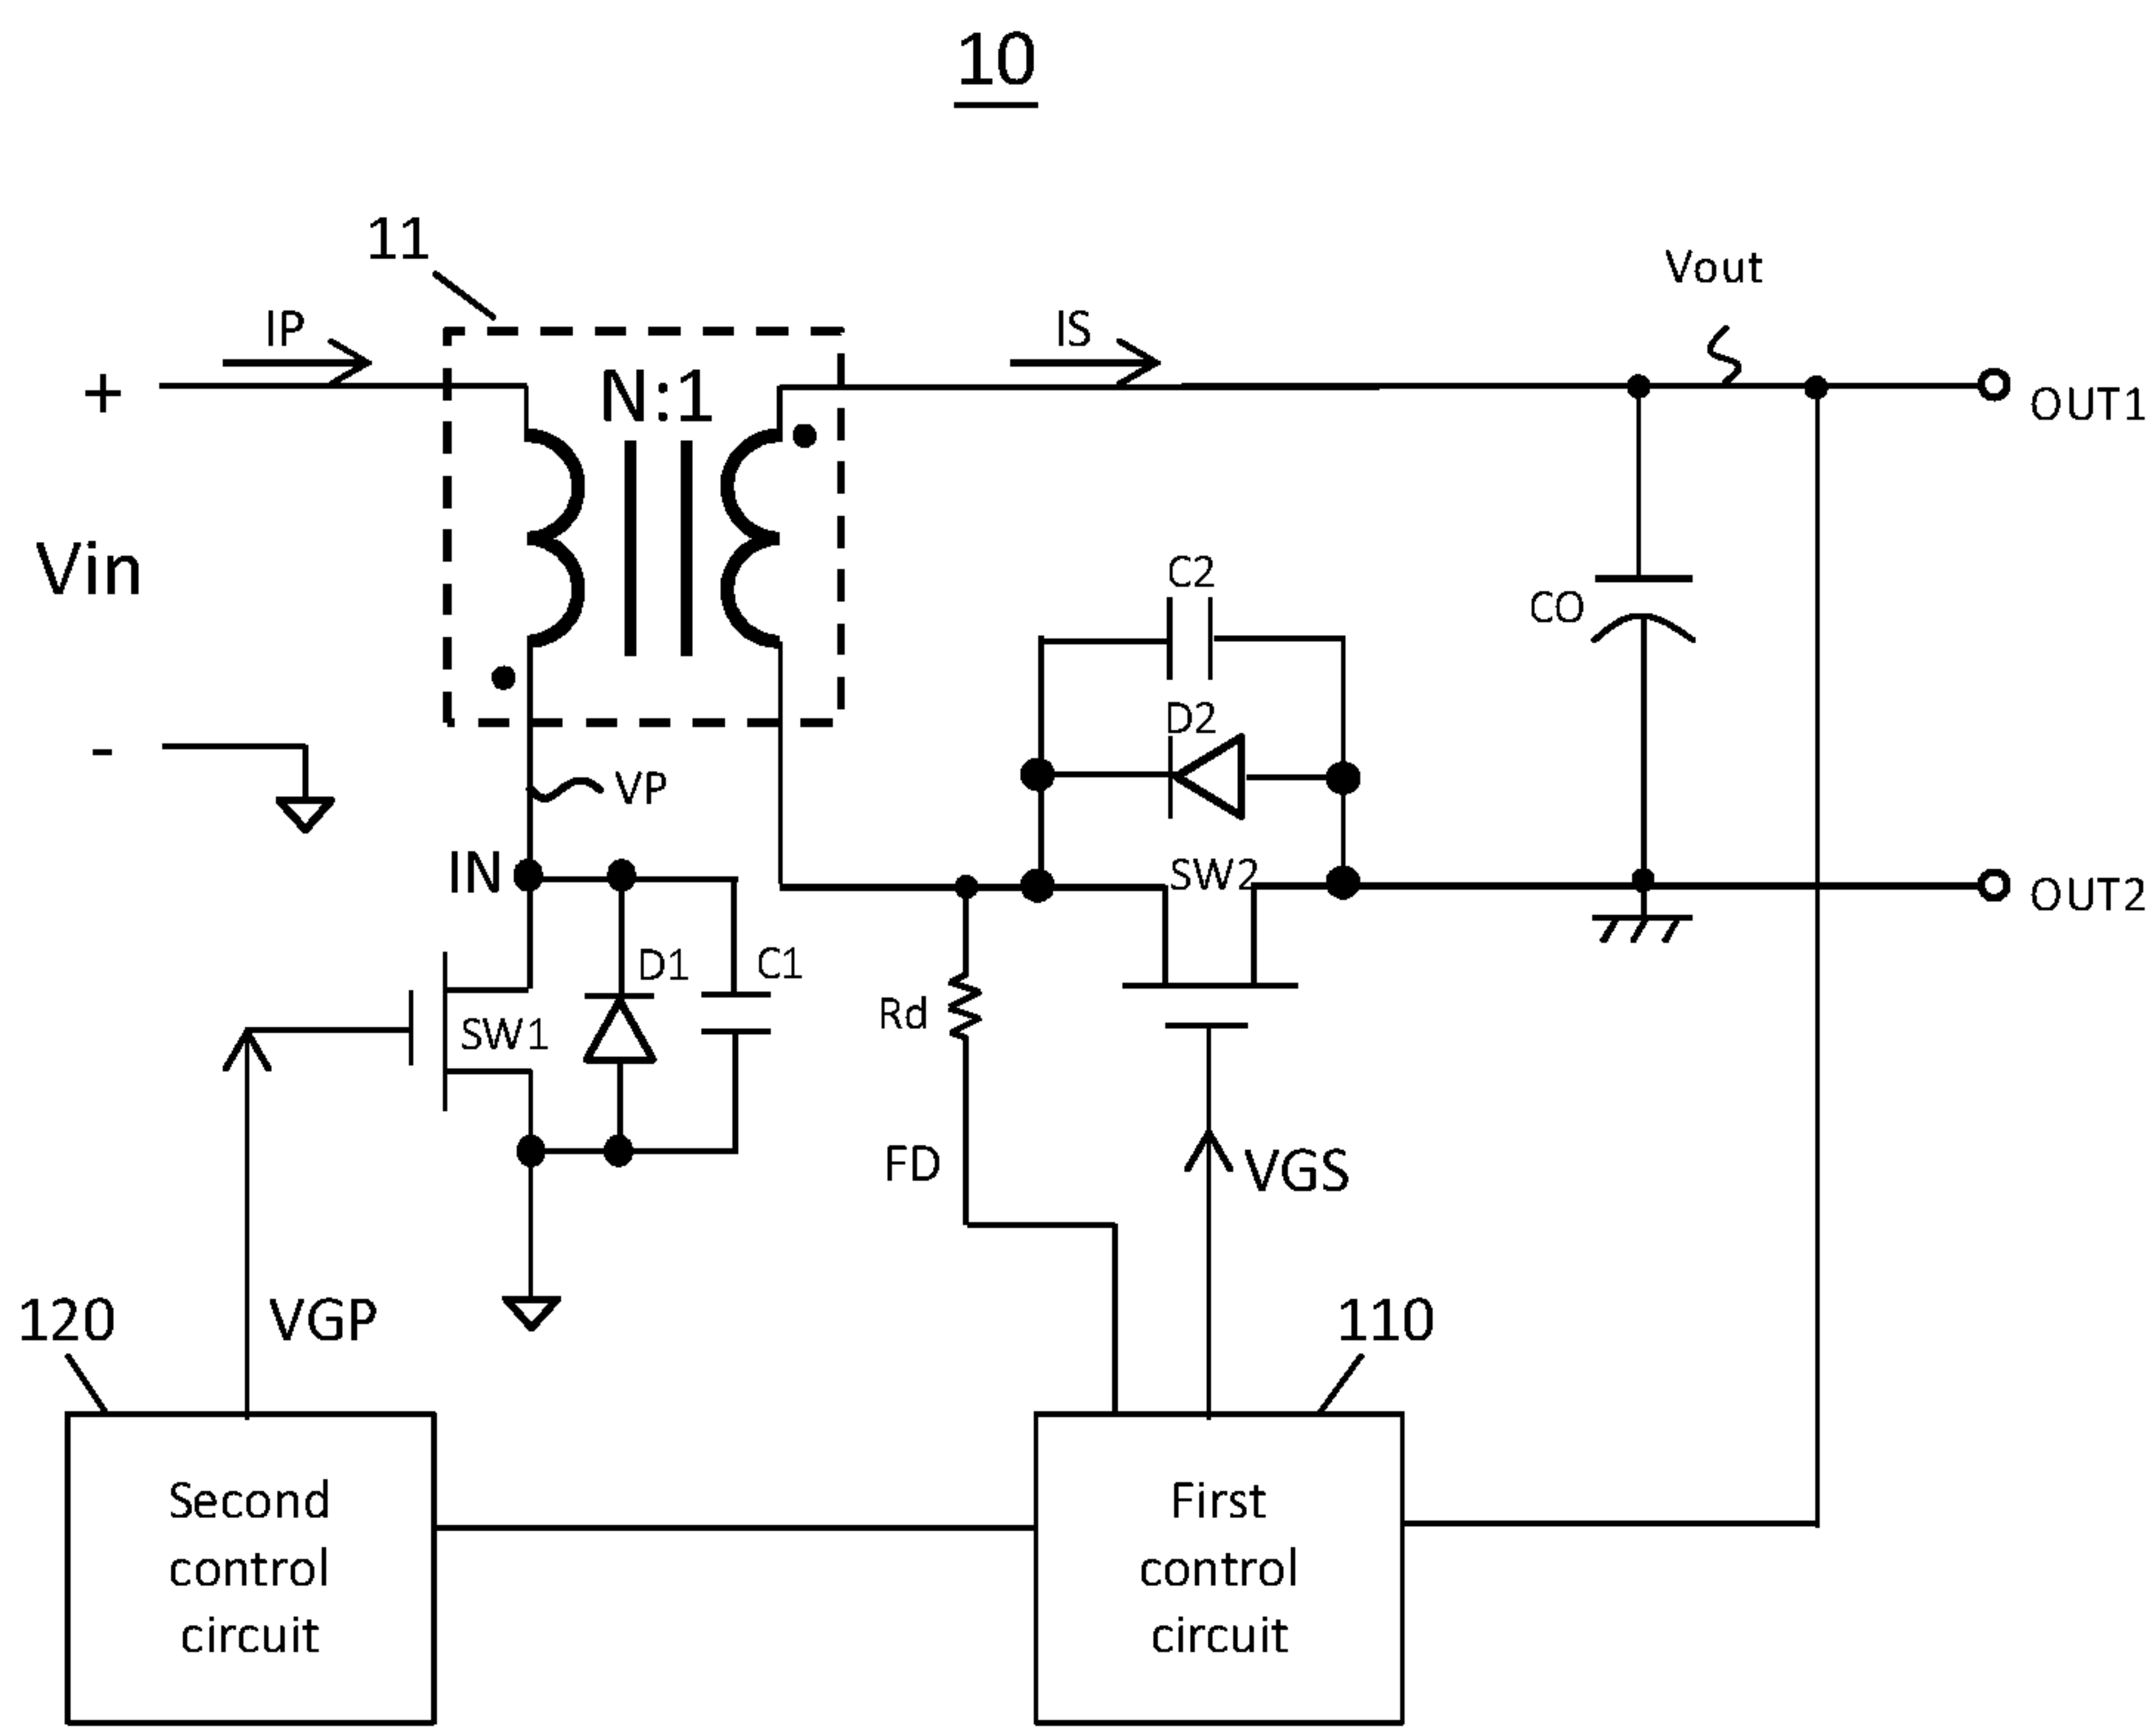 10
11
IP
IS
Vout
+
N:1
OUT1
Vin
C2
CO
D2
-
VP
IN
SW2
OUT2
D1
C1
Rd
SW1
FD
VGS
120
VGP
110
Second
control
circuit
First
control
circuit